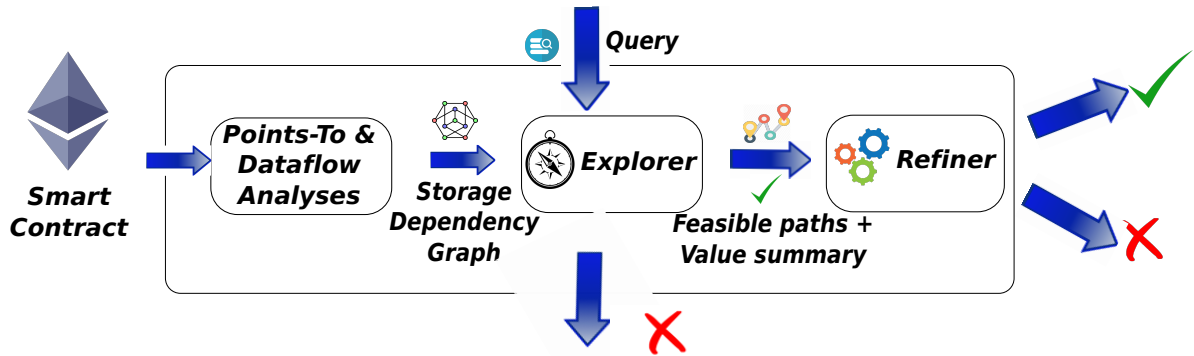 Query
Smart
Contract
Points-To &
Dataflow
Analyses
Storage
Dependency
Graph
Explorer
Feasible paths +
Value summary
Refiner